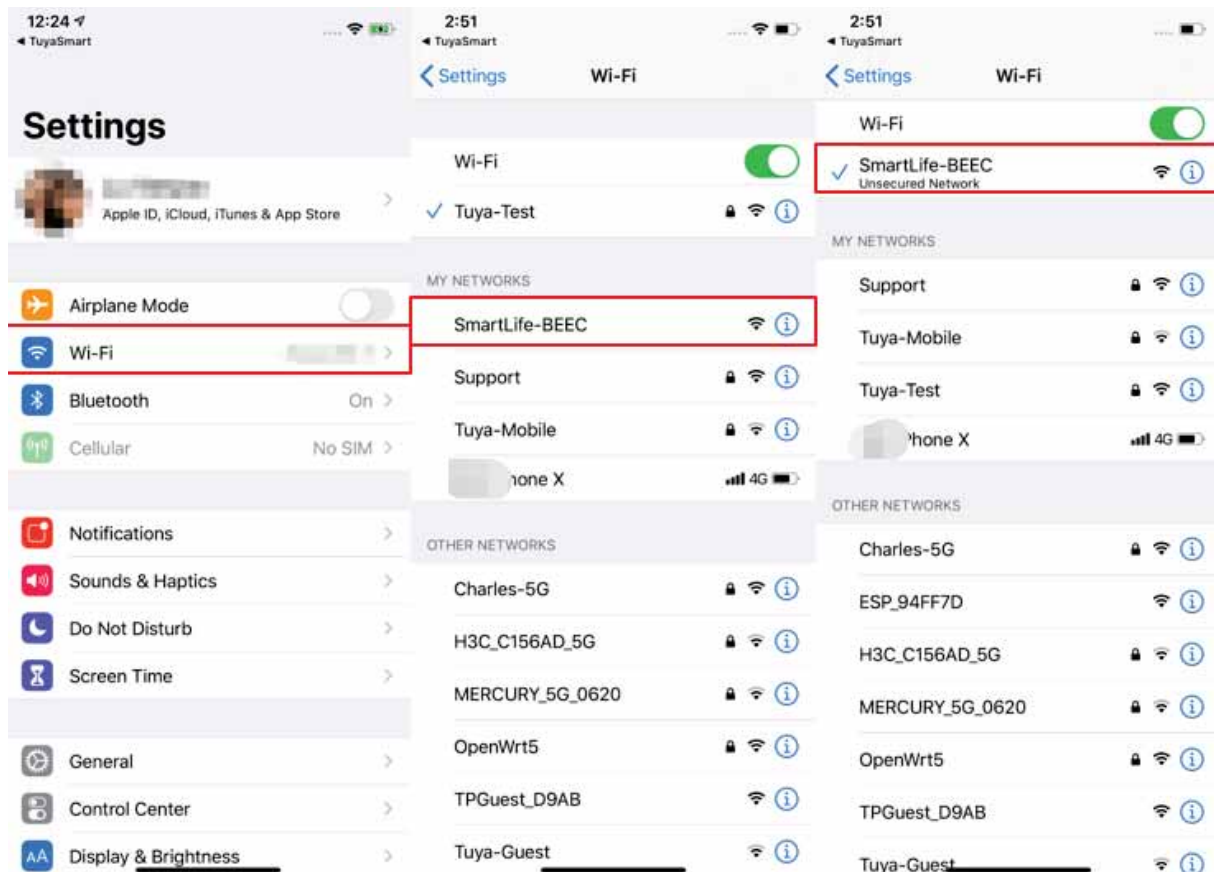 12:24
◀ TuyaSmart
Settings
Apple ID, iCloud, iTunes & App Store
Airplane Mode
Wi-Fi
Bluetooth On
Cellular No SIM
Notifications
Sounds & Haptics
Do Not Disturb
Screen Time
General
Control Center
AA Display & Brightness
2:51
◀ TuyaSmart
Settings Wi-Fi
Wi-Fi
Tuya-Test
MY NETWORKS
SmartLife-BEEC
Support
Tuya-Mobile
X 4G
OTHER NETWORKS
Charles-5G
H3C_C156AD_5G
MERCURY_5G_0620
OpenWrt5
TPGuest_D9AB
Tuya-Guest
2:51
◀ TuyaSmart
Settings Wi-Fi
Wi-Fi
SmartLife-BEEC
Unsecured Network
MY NETWORKS
Support
Tuya-Mobile
Tuya-Test
Phone X 4G
OTHER NETWORKS
Charles-5G
ESP_94FF7D
H3C_C156AD_5G
MERCURY_5G_0620
OpenWrt5
TPGuest_D9AB
Tuya-Guest